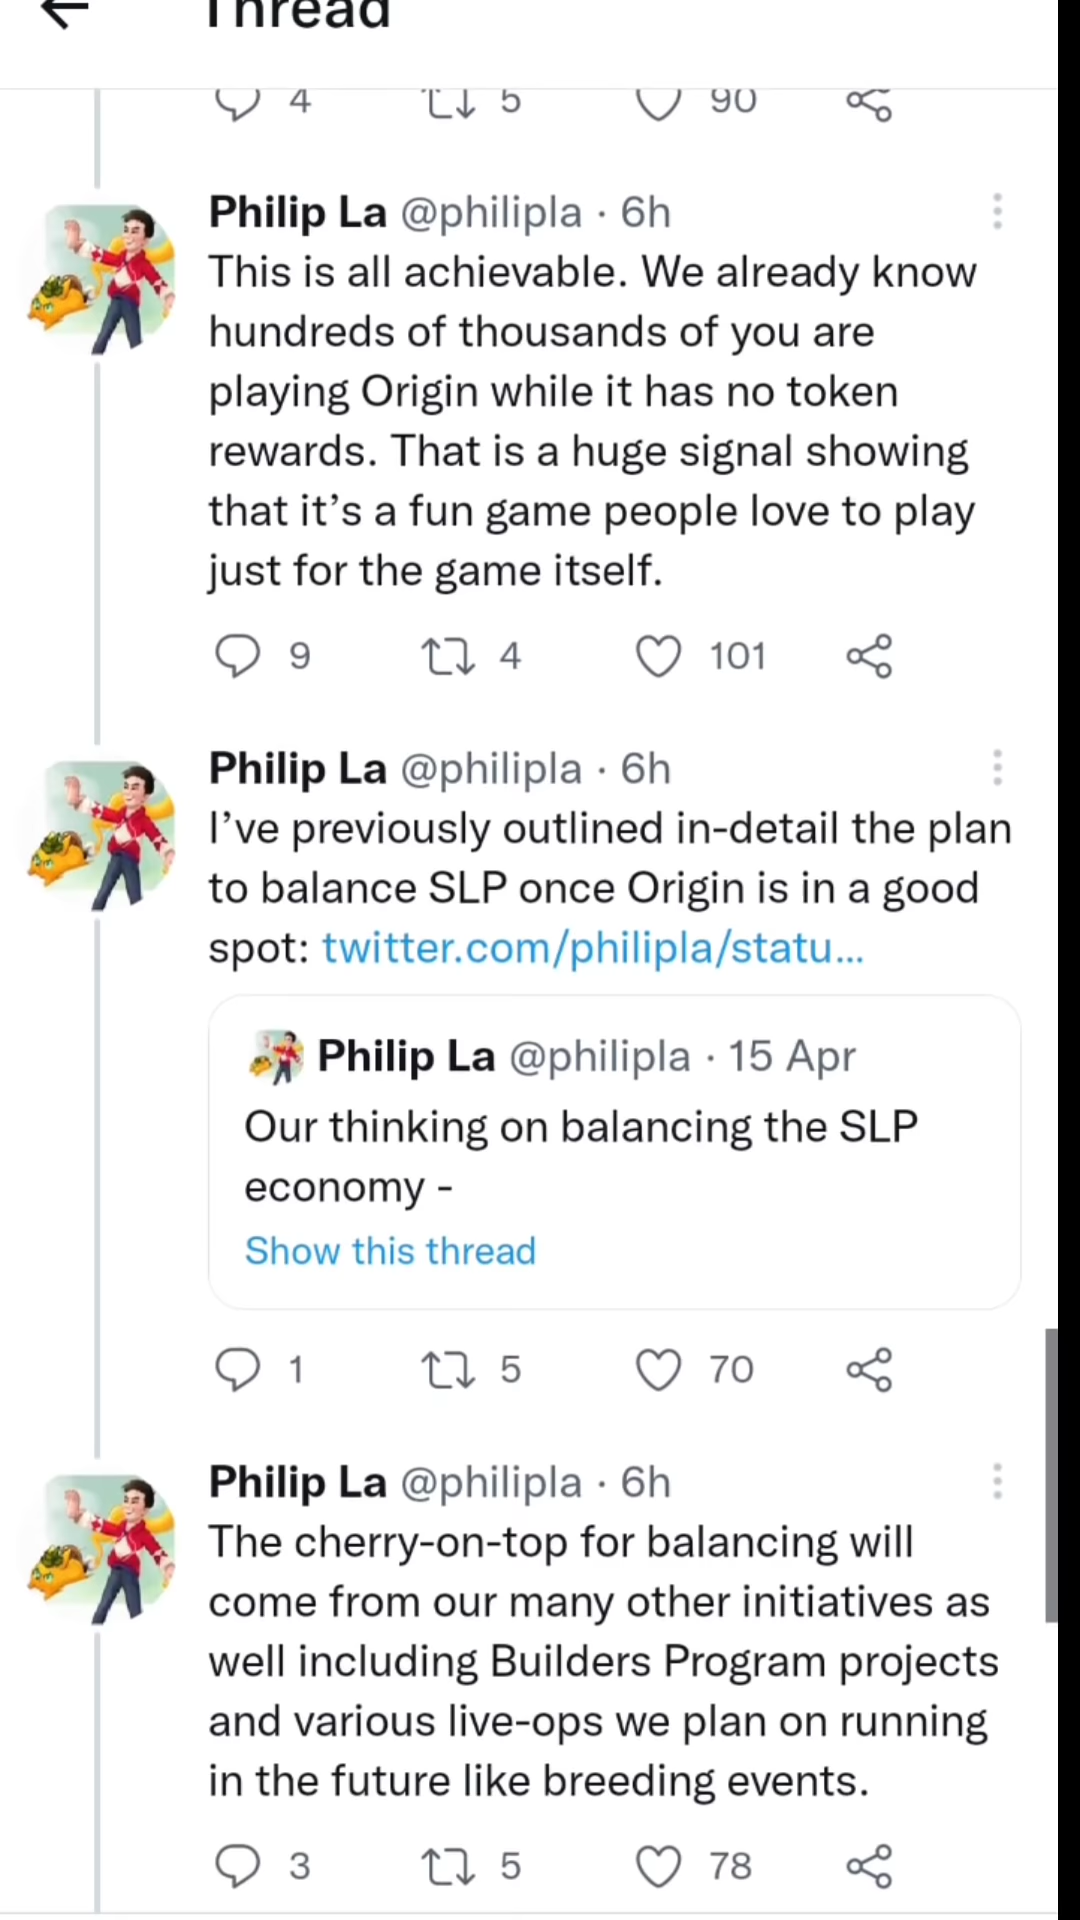 Thread
4 5 90
Philip La @philipla · 6h
This is all achievable. We already know
hundreds of thousands of you are
playing Origin while it has no token
rewards. That is a huge signal showing
that it’s a fun game people love to play
just for the game itself.
9 4 101
Philip La @philipla · 6h
I’ve previously outlined in-detail the plan
to balance SLP once Origin is in a good
spot: twitter.com/philipla/statu...
Philip La @philipla · 15 Apr
Our thinking on balancing the SLP
economy -
Show this thread
1 5 70
Philip La @philipla · 6h
The cherry-on-top for balancing will
come from our many other initiatives as
well including Builders Program projects
and various live-ops we plan on running
in the future like breeding events.
3 5 78